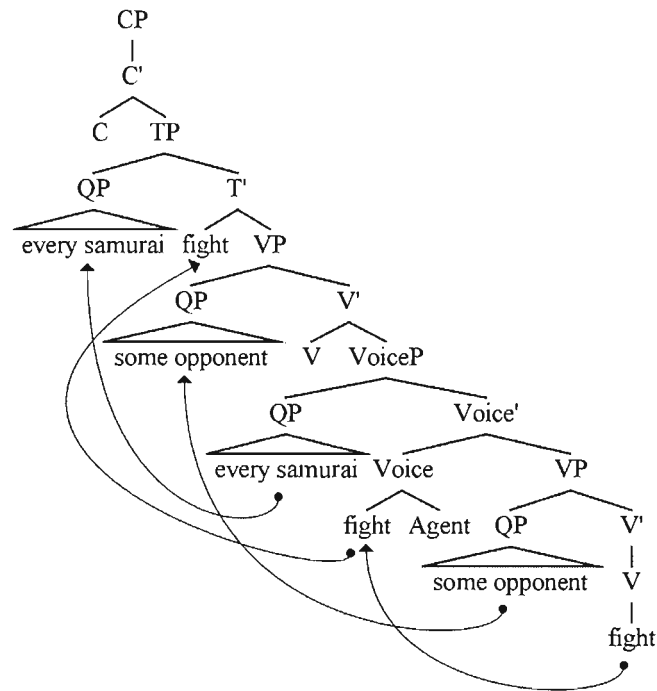 CP
C'
C TP
QP T'
every samurai fight VP
QP V'
some opponent V VoiceP
QP Voice'
every samurai Voice VP
fight Agent QP V'
some opponent V
fight